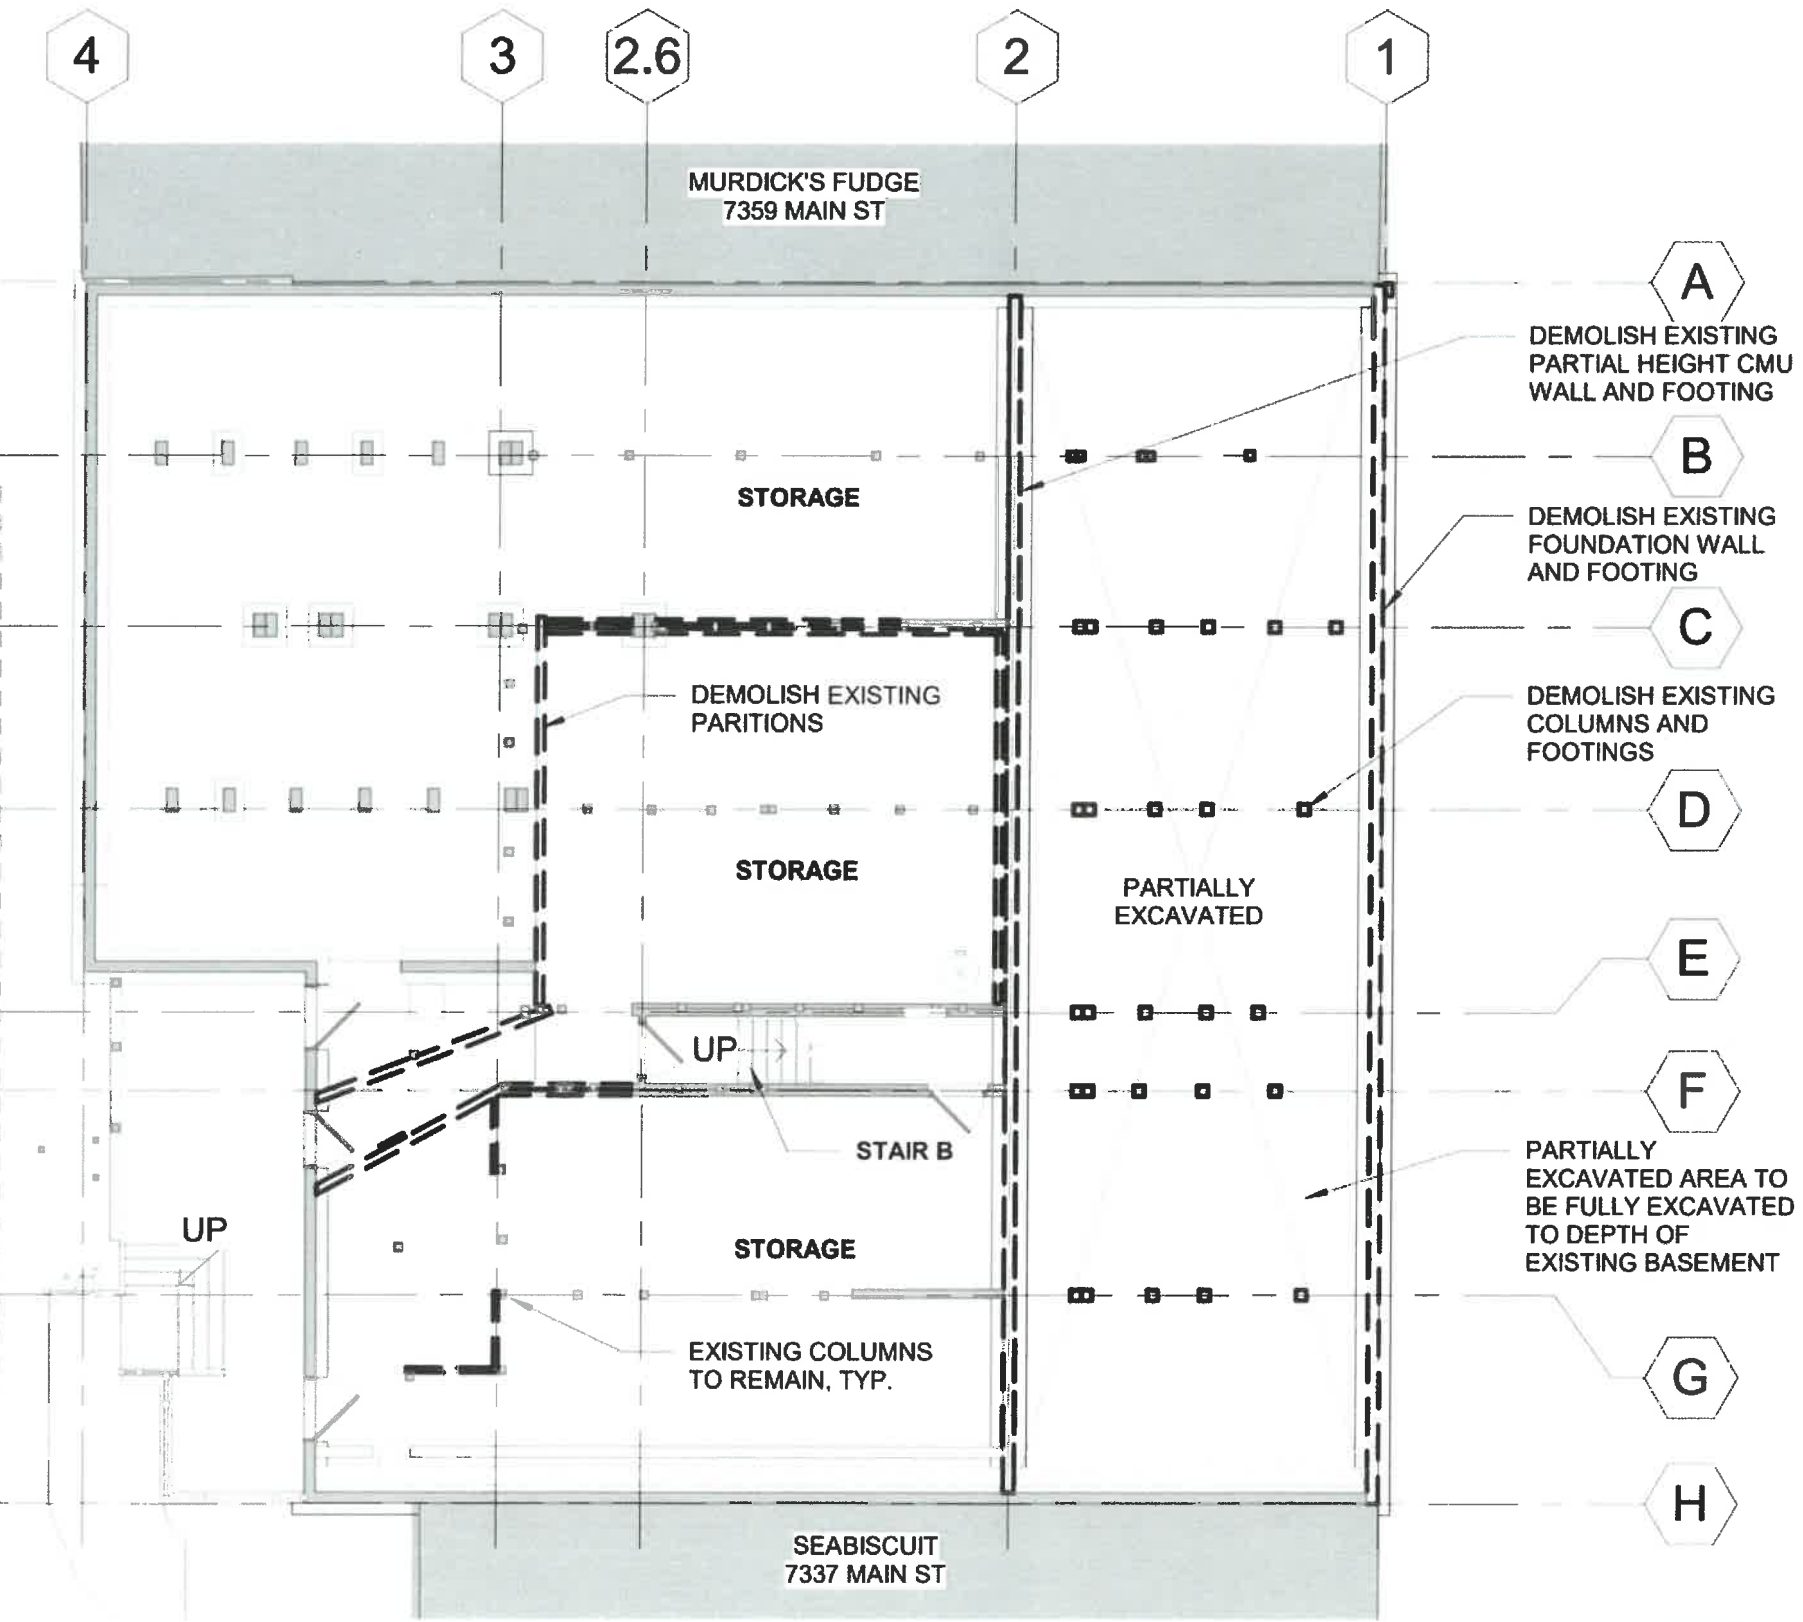 4
3
2.6
2
1
MURDICK'S FUDGE
7359 MAIN ST
A
DEMOLISH EXISTING
PARTIAL HEIGHT CMU
WALL AND FOOTING
B
STORAGE
DEMOLISH EXISTING
FOUNDATION WALL
AND FOOTING
C
DEMOLISH EXISTING
PARITIONS
DEMOLISH EXISTING
COLUMNS AND
FOOTINGS
D
STORAGE
PARTIALLY
EXCAVATED
E
UP
F
STAIR B
PARTIALLY
EXCAVATED AREA TO
BE FULLY EXCAVATED
TO DEPTH OF
EXISTING BASEMENT
UP
STORAGE
EXISTING COLUMNS
TO REMAIN, TYP.
G
H
SEABISCUIT
7337 MAIN ST